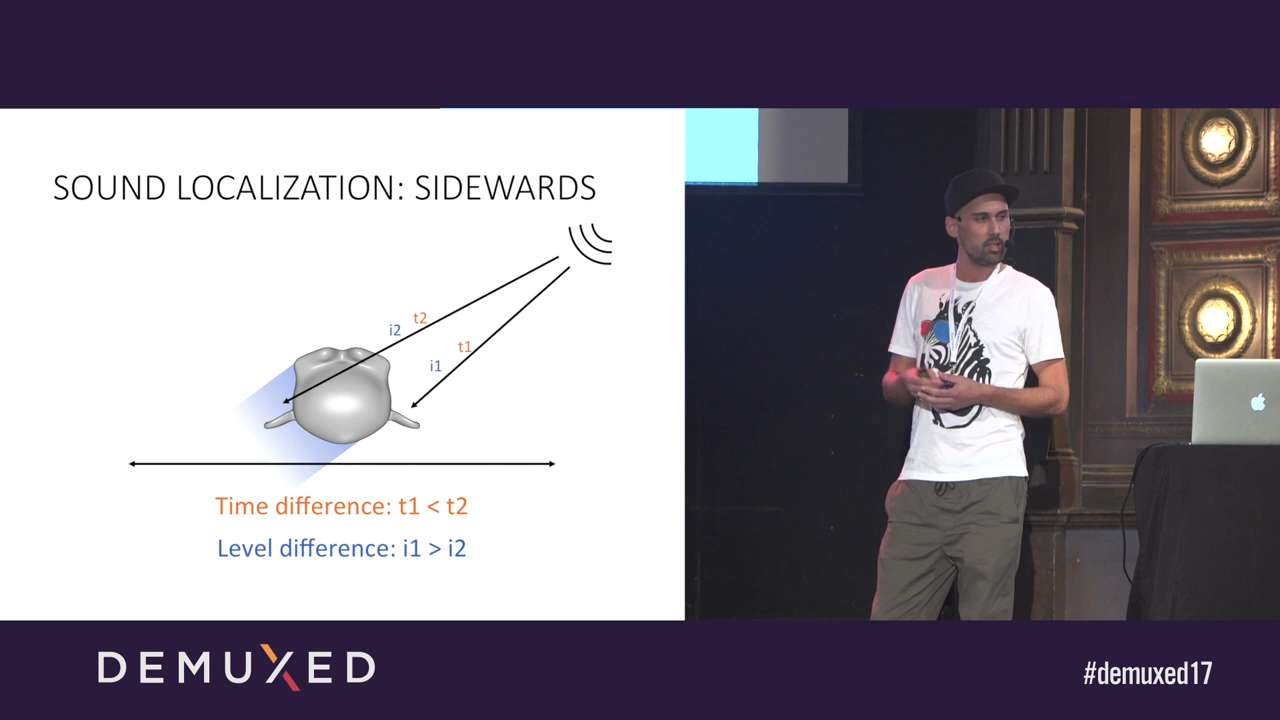 SOUND LOCALIZATION: SIDEWARDS
t2
i2
t1
i1
Time difference: t1 < t2
Level difference: i1 > i2
DEMUXED
#demuxed17